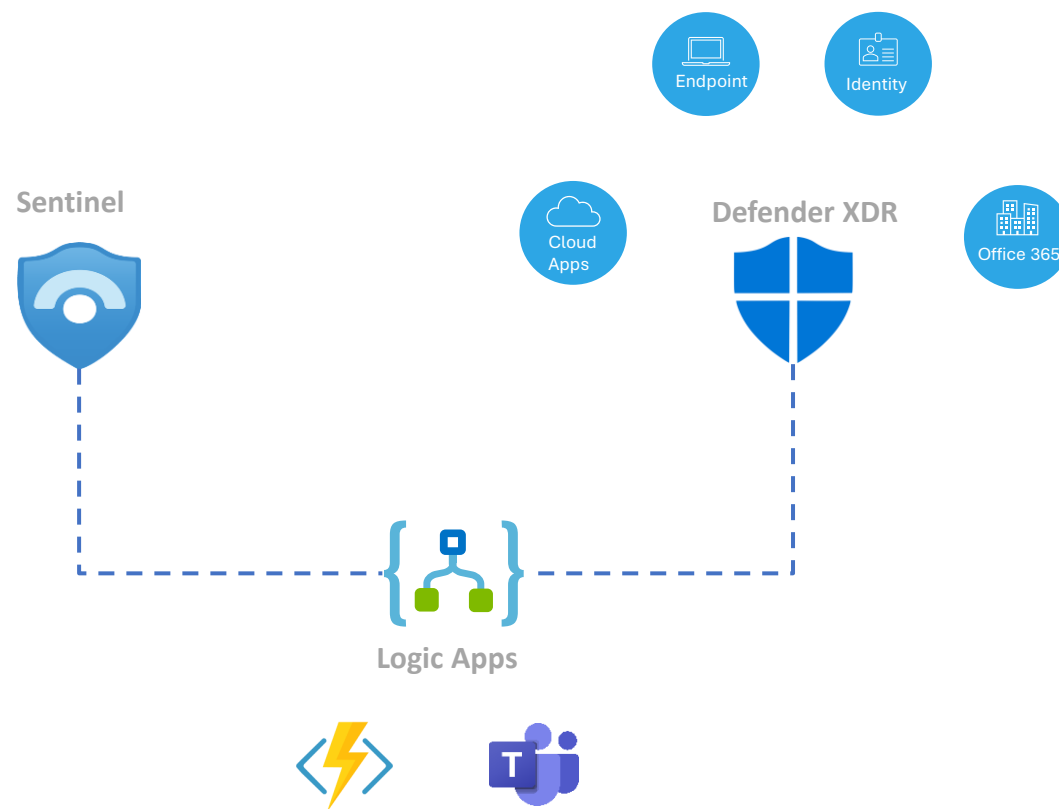 Endpoint
Identity
Sentinel
Defender XDR
Cloud
Apps
Office 365
Logic Apps
T